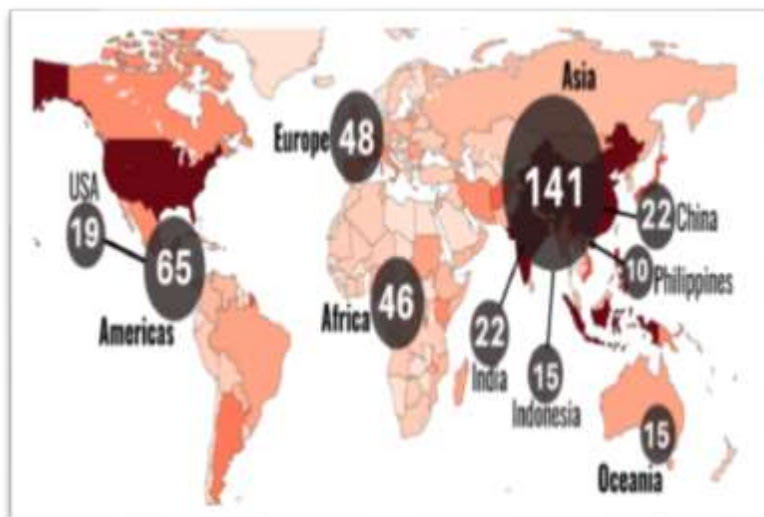 Asia
Europe 48
141
USA
19
22 China
65
10 Philippines
Africa 46
Americas
22
India
15
Indonesia
15
Oceania